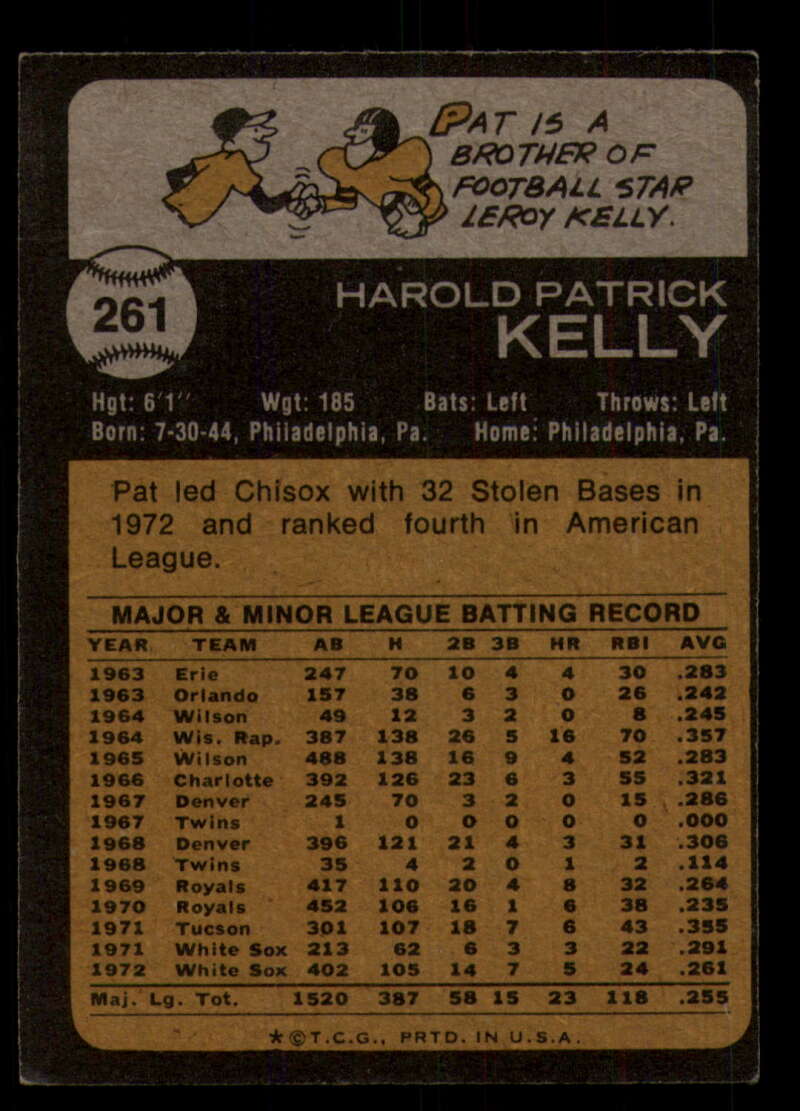 PAT IS A
BROTHER OF
FOOTBALL STAR
LEROY KELLY.
261
HAROLD PATRICK
KELLY
Hgt: 6'1" Wgt: 185 Bats: Left Throws: Left
Born: 7-30-44, Philadelphia, Pa. Home: Philadelphia, Pa.
Pat led Chisox with 32 Stolen Bases in
1972 and ranked fourth in American
League.
MAJOR & MINOR LEAGUE BATTING RECORD
YEAR TEAM AB H 2B 3B HR RBI AVG
1963 Erie 247 70 10 4 4 30 .283
1963 Orlando 157 38 6 3 0 26 .242
1964 Wilson 49 12 3 2 0 8 .245
1964 Wis. Rap. 387 138 26 5 16 70 .357
1965 Wilson 488 138 16 9 4 52 .283
1966 Charlotte 392 126 23 6 3 55 .321
1967 Denver 245 70 3 2 0 15 .286
1967 Twins 1 0 0 0 0 0 .000
1968 Denver 396 121 21 4 3 31 .306
1968 Twins 35 4 2 0 1 2 .114
1969 Royals 417 110 20 4 8 32 .264
1970 Royals 452 106 16 1 6 38 .235
1971 Tucson 301 107 18 7 6 43 .355
1971 White Sox 213 62 6 3 3 22 .291
1972 White Sox 402 105 14 7 5 24 .261
Maj. Lg. Tot. 1520 387 58 15 23 118 .255
*©T.C.G., PRTD. IN U.S.A.